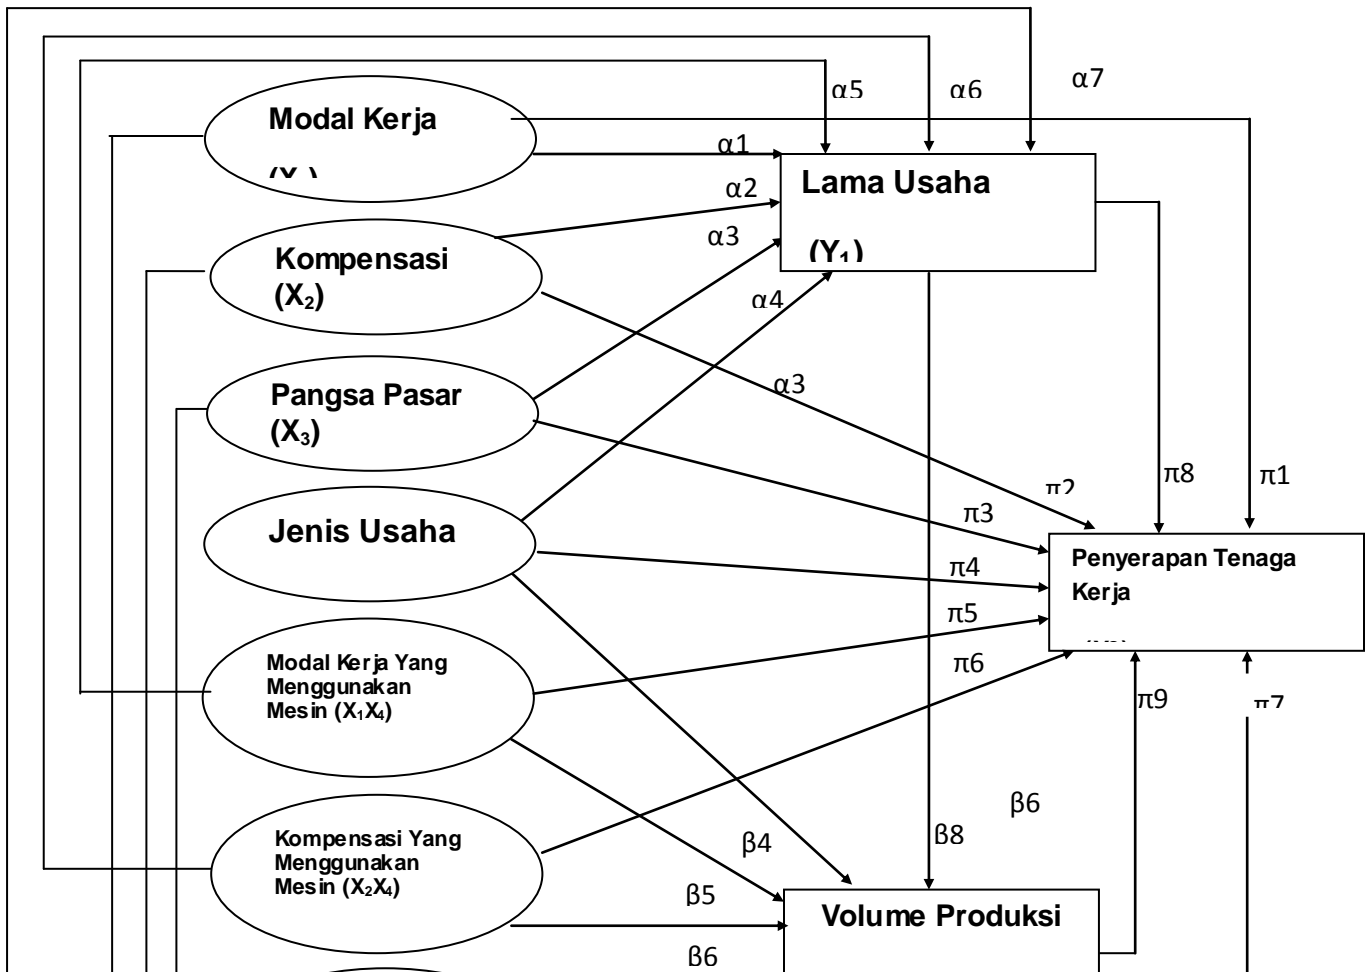 α5
α6
α7
Modal Kerja
α1
Lama Usaha
(Y₁)
α2
α3
Kompensasi
(X₂)
α4
Pangsa Pasar
(X₃)
α3
π8
π1
π2
π3
Jenis Usaha
Penyerapan Tenaga
Kerja
π4
π5
Modal Kerja Yang
Menggunakan
Mesin (X₁X₄)
π6
π9
π7
Kompensasi Yang
Menggunakan
Mesin (X₂X₄)
β6
β4
β8
β5
Volume Produksi
β6